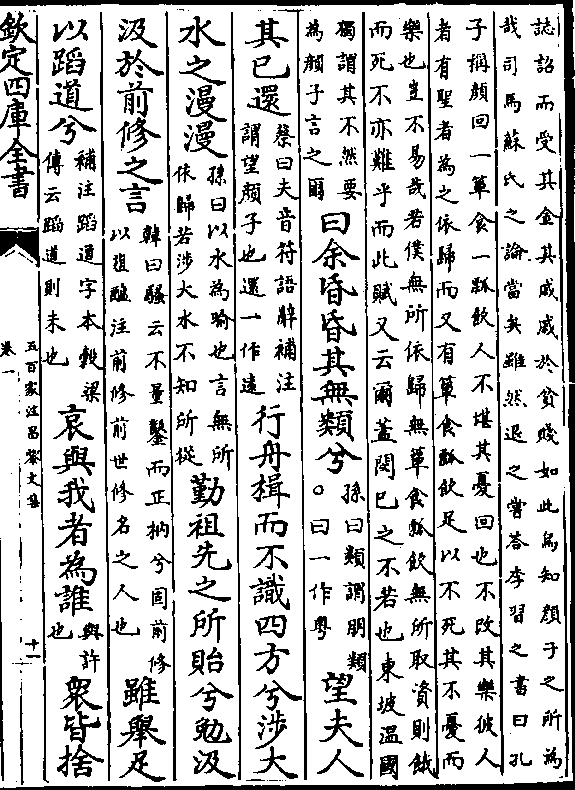 誌詔而受其金其戚戚於貧賤如此烏知顔子之所為
哉司馬蘇氏之論當矣雖然退之嘗荅李習之書曰孔
子稱顔回一簞食一瓢飲人不堪其憂回也不改其樂彼人
者有聖者為之依歸而又有簞食瓢飲足以不死其不憂而
樂也豈不易哉若僕無所依歸無簞食瓢飲無所取資則餓
而死不亦難乎而此賦又云爾蓋閔已之不若也東坡溫國
獨謂其不然要
為顔子言之爾
曰余昏昏其無類兮
孫曰類謂朋類
○曰一作粤
望夫人
其已還
蔡曰夫音符語辭補注
謂望顔子也還一作遠
行舟楫而不識四方兮涉大
水之漫漫
孫曰以水為喻也言無所
依歸若涉大水不知所從
勤祖先之所貽兮勉汲
汲於前修之言
韓曰騷云不量鑿而正枘兮固前修
以葅醢注前修前世修名之人也
雖舉足
以蹈道兮
補注蹈道字本穀梁
傳云蹈道則未也
哀與我者為誰
與許
也
衆皆捨
欽定四庫全書
五百家注昌黎文集
卷一
十一